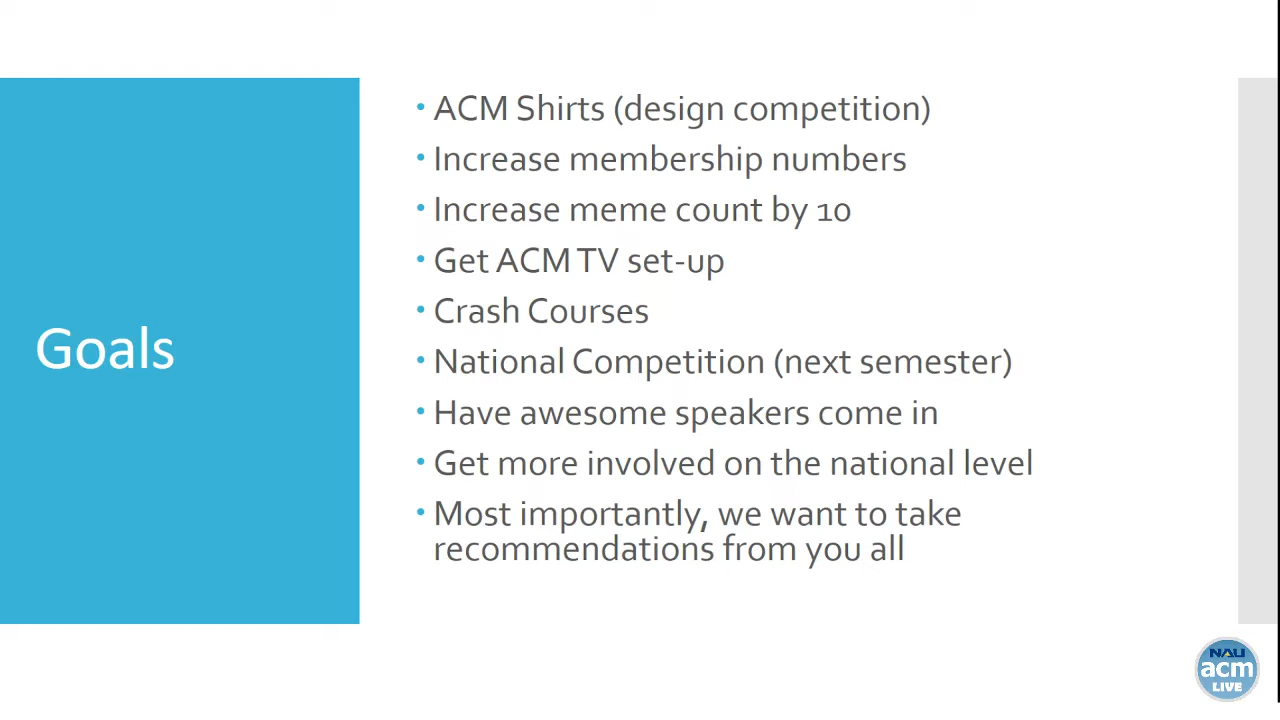 Goals
• ACM Shirts (design competition)
• Increase membership numbers
• Increase meme count by 10
• Get ACM TV set-up
• Crash Courses
• National Competition (next semester)
• Have awesome speakers come in
• Get more involved on the national level
• Most importantly, we want to take
recommendations from you all
NAU
acm
LIVE